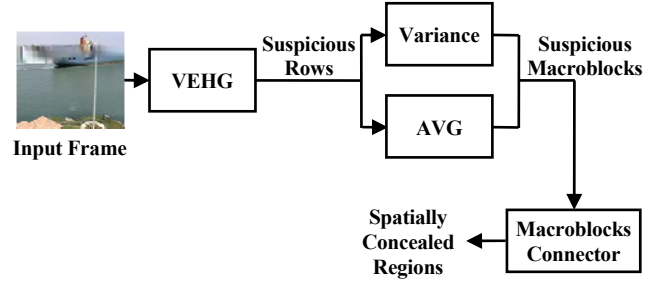 Input Frame
VEHG
Suspicious
Rows
Variance
AVG
Suspicious
Macroblocks
Macroblocks
Connector
Spatially
Concealed
Regions